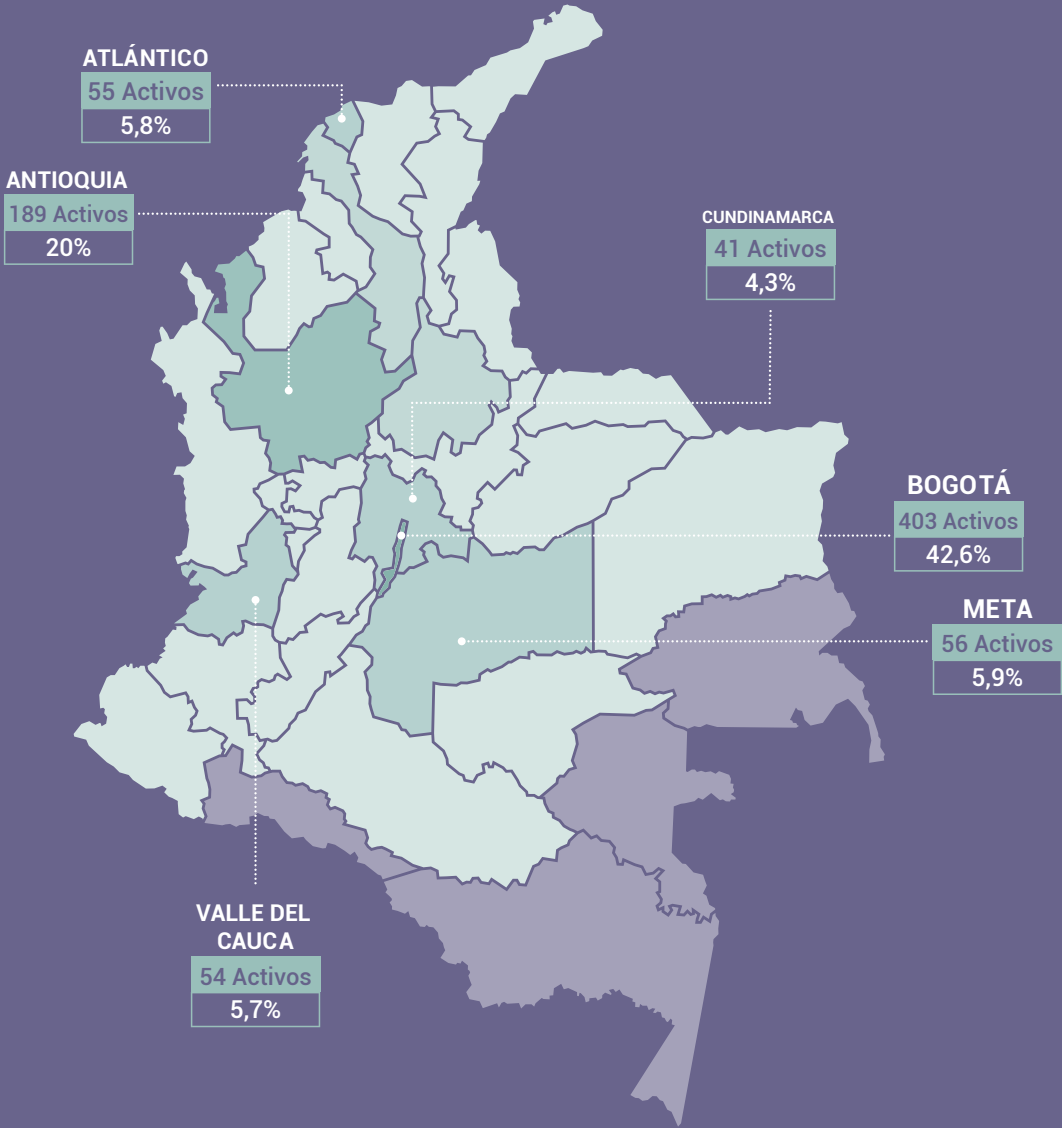 ATLÁNTICO
55 Activos
5,8%
ANTIOQUIA
189 Activos
20%
CUNDINAMARCA
41 Activos
4,3%
BOGOTÁ
403 Activos
42,6%
META
56 Activos
5,9%
VALLE DEL
CAUCA
54 Activos
5,7%